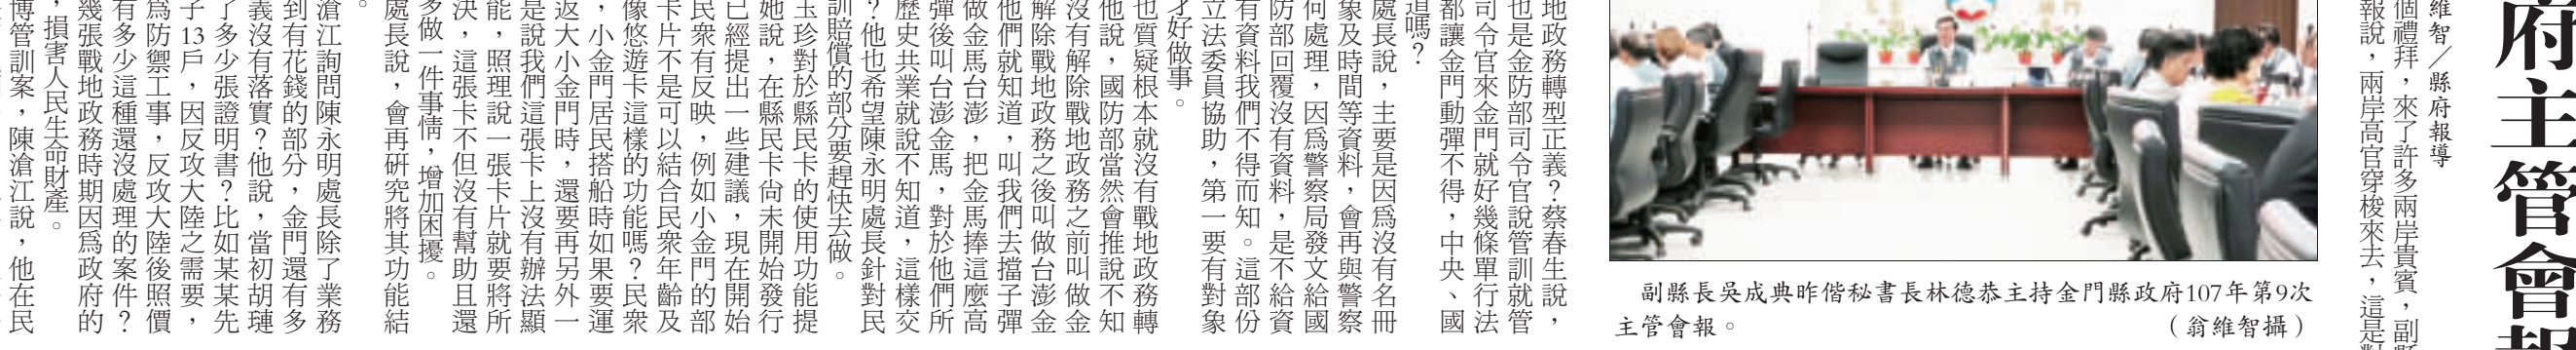 府主管會報
維智／縣府報導
個禮拜，來了許多兩岸貴賓，副縣
報說，兩岸高官穿梭來去，這是對
副縣長吳成典昨偕秘書長林德恭主持金門縣政府107年第9次
主管會報。
（翁維智攝）
地政務轉型正義？蔡春生說，
也是金防部司令官說管訓就管
司令官來金門就好幾條單行法
都讓金門動彈不得，中央、國
道嗎？
處長說，主要是因為沒有名冊
象及時間等資料，會再與警察
何處理，因為警察局發文給國
防部回覆沒有資料，是不給資
有資料我們不得而知。這部份
立法委員協助，第一要有對象
才好做事。
也質疑根本就沒有戰地政務轉
他說，國防部當然會推說不知
沒有解除戰地政務之前叫做金
解除戰地政務之後叫做台澎金
他們就知道，叫我們去擋子彈
做金馬台澎，把金馬捧這麼高
彈後叫台澎金馬，對於他們所
歷史共業就說不知道，這樣交
？他也希望陳永明處長針對民
訓賠償的部分要趕快去做。
玉珍對於縣民卡的使用功能提
她說，在縣民卡尚未開始發行
已經提出一些建議，現在開始
民眾有反映，例如小金門的部
卡片不是可以結合民眾年齡及
像悠遊卡這樣的功能嗎？民眾
，小金門居民搭船時如果要運
返大小金門時，還要再另外一
是說我們這張卡上沒有辦法顯
能，照理說一張卡片就要將所
決，這張卡不但沒有幫助且還
多做一件事情，增加困擾。
處長說，會再研究將其功能結
。
滄江詢問陳永明處長除了業務
到有花錢的部分，金門還有多
義沒有落實？他說，當初胡璉
了多少張證明書？比如某某先
子13戶，因反攻大陸之需要，
為防禦工事，反攻大陸後照價
有多少這種還沒處理的案件？
幾張戰地政務時期因為政府的
，損害人民生命財產。
博管訓案，陳滄江說，他在民